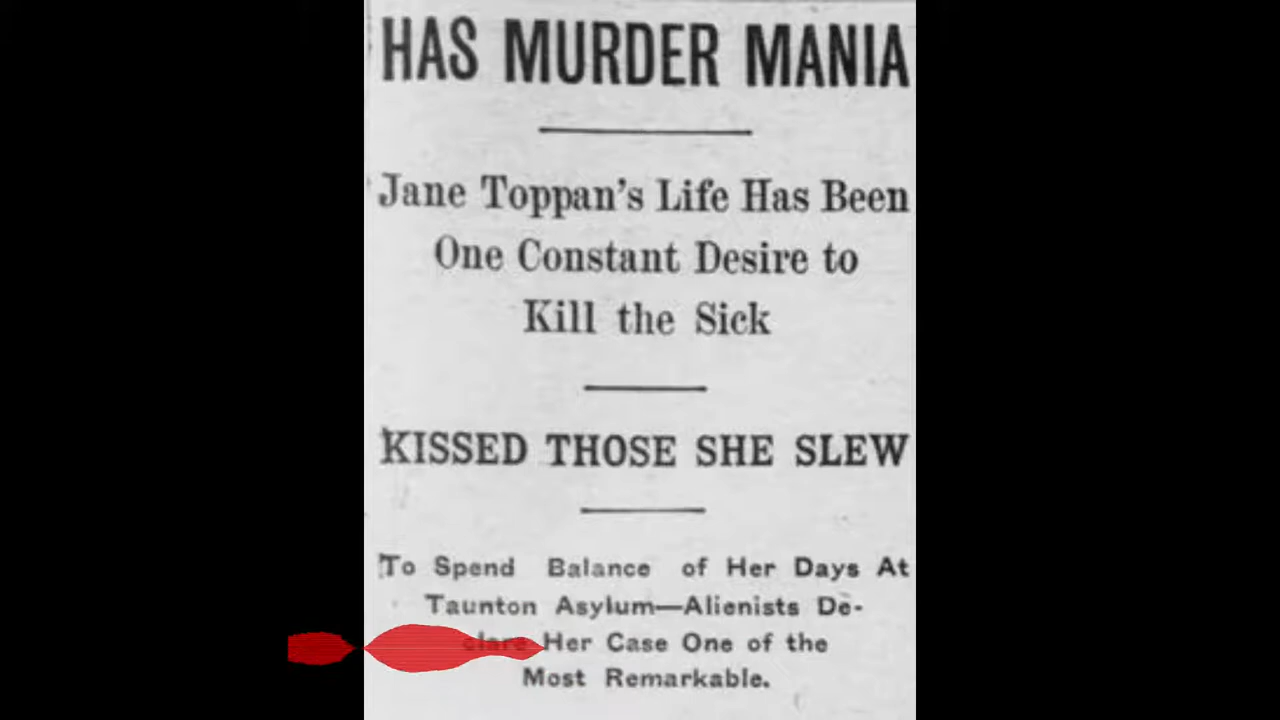 HAS MURDER MANIA
Jane Toppan's Life Has Been
One Constant Desire to
Kill the Sick
KISSED THOSE SHE SLEW
To Spend Balance of Her Days At
Taunton Asylum—Alienists De-
clare Her Case One of the
Most Remarkable.